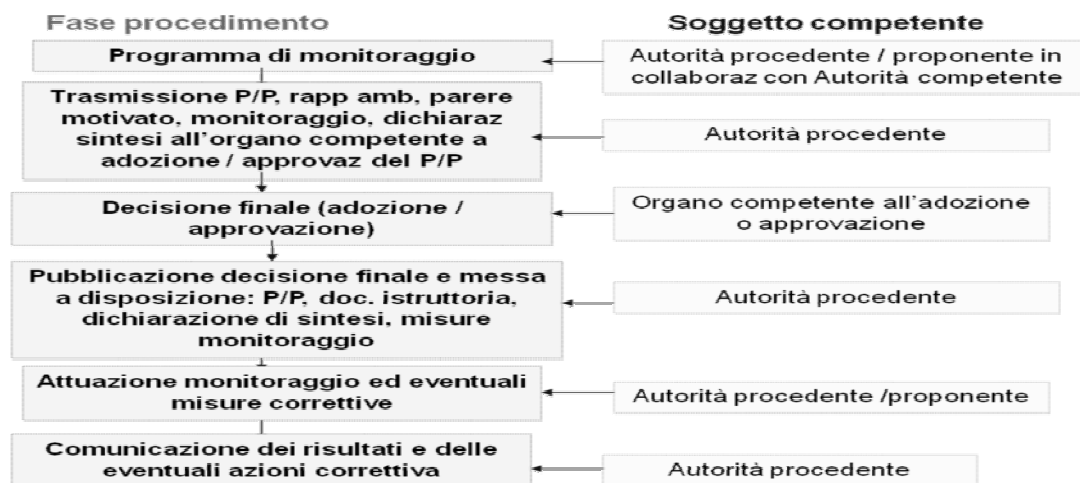 Fase procedimento
Soggetto competente
Programma di monitoraggio
Autorità procedente / proponente in
collaboraz con Autorità competente
Trasmissione P/P, rapp amb, parere
motivato, monitoraggio, dichiaraz
sintesi all'organo competente a
adozione / approvaz del P/P
Autorità procedente
Decisione finale (adozione /
approvazione)
Organo competente all'adozione
o approvazione
Pubblicazione decisione finale e messa
a disposizione: P/P, doc. istruttoria,
dichiarazione di sintesi, misure
monitoraggio
Autorità procedente
Attuazione monitoraggio ed eventuali
misure correttive
Autorità procedente /proponente
Comunicazione dei risultati e delle
eventuali azioni correttiva
Autorità procedente